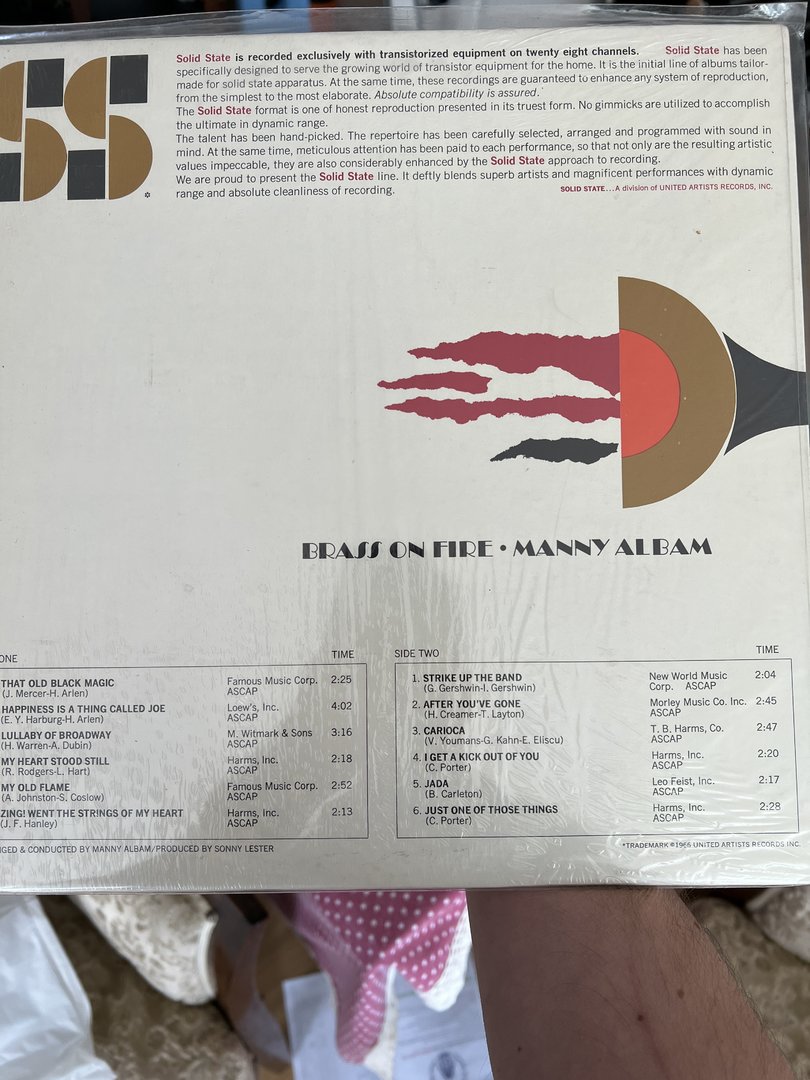 Solid State is recorded exclusively with transistorized equipment on twenty eight channels. Solid State has been
specifically designed to serve the growing world of transistor equipment for the home. It is the initial line of albums tailor-
made for solid state apparatus. At the same time, these recordings are guaranteed to enhance any system of reproduction,
from the simplest to the most elaborate. Absolute compatibility is assured.
The Solid State format is one of honest reproduction presented in its truest form. No gimmicks are utilized to accomplish
the ultimate in dynamic range.
The talent has been hand-picked. The repertoire has been carefully selected, arranged and programmed with sound in
mind. At the same time, meticulous attention has been paid to each performance, so that not only are the resulting artistic
values impeccable, they are also considerably enhanced by the Solid State approach to recording.
We are proud to present the Solid State line. It deftly blends superb artists and magnificent performances with dynamic
range and absolute cleanliness of recording.
SOLID STATE...A division of UNITED ARTISTS RECORDS, INC.
SS
BRASS ON FIRE • MANNY ALBAM
ONE TIME
THAT OLD BLACK MAGIC Famous Music Corp. 2:25
(J. Mercer-H. Arlen) ASCAP
HAPPINESS IS A THING CALLED JOE Loew's, Inc. 4:02
(E. Y. Harburg-H. Arlen) ASCAP
LULLABY OF BROADWAY M. Witmark & Sons 3:16
(H. Warren-A. Dubin) ASCAP
MY HEART STOOD STILL Harms, Inc. 2:18
(R. Rodgers-L. Hart) ASCAP
MY OLD FLAME Famous Music Corp. 2:52
(A. Johnston-S. Coslow) ASCAP
ZING! WENT THE STRINGS OF MY HEART Harms, Inc. 2:13
(J. F. Hanley) ASCAP
GED & CONDUCTED BY MANNY ALBAM/PRODUCED BY SONNY LESTER
SIDE TWO TIME
1. STRIKE UP THE BAND New World Music 2:04
(G. Gershwin-I. Gershwin) Corp. ASCAP
2. AFTER YOU'VE GONE Morley Music Co. Inc. 2:45
(H. Creamer-T. Layton) ASCAP
3. CARIOCA T. B. Harms, Co. 2:47
(V. Youmans-G. Kahn-E. Eliscu) ASCAP
4. I GET A KICK OUT OF YOU Harms, Inc. 2:20
(C. Porter) ASCAP
5. JADA Leo Feist, Inc. 2:17
(B. Carleton) ASCAP
6. JUST ONE OF THOSE THINGS Harms, Inc. 2:28
(C. Porter) ASCAP
*TRADEMARK ©1966 UNITED ARTISTS RECORDS INC.